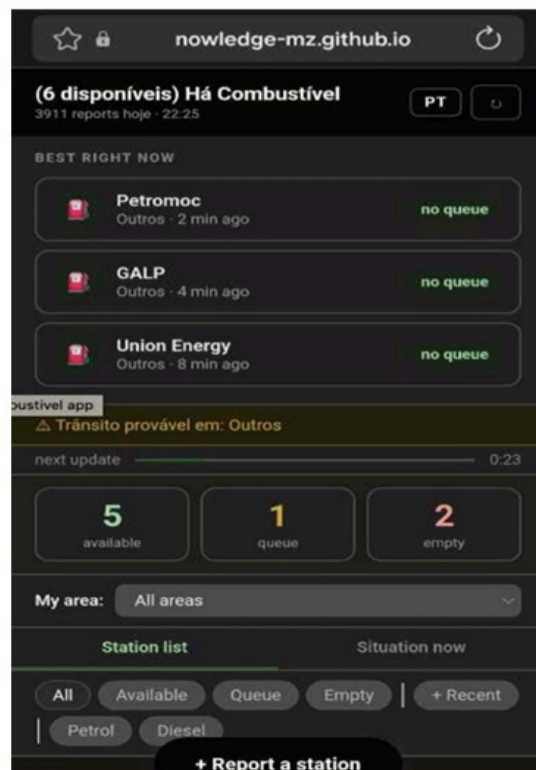 nowledge-mz.github.io
(6 disponíveis) Há Combustível
PT
3911 reports hoje · 22:25
BEST RIGHT NOW
Petromoc
Outros · 2 min ago
no queue
GALP
Outros · 4 min ago
no queue
Union Energy
Outros · 8 min ago
no queue
bustivel app
⚠ Trânsito provável em: Outros
next update 0:23
5 1 2
available queue empty
My area: All areas
Station list Situation now
All Available Queue Empty | + Recent
| Petrol Diesel
+ Report a station